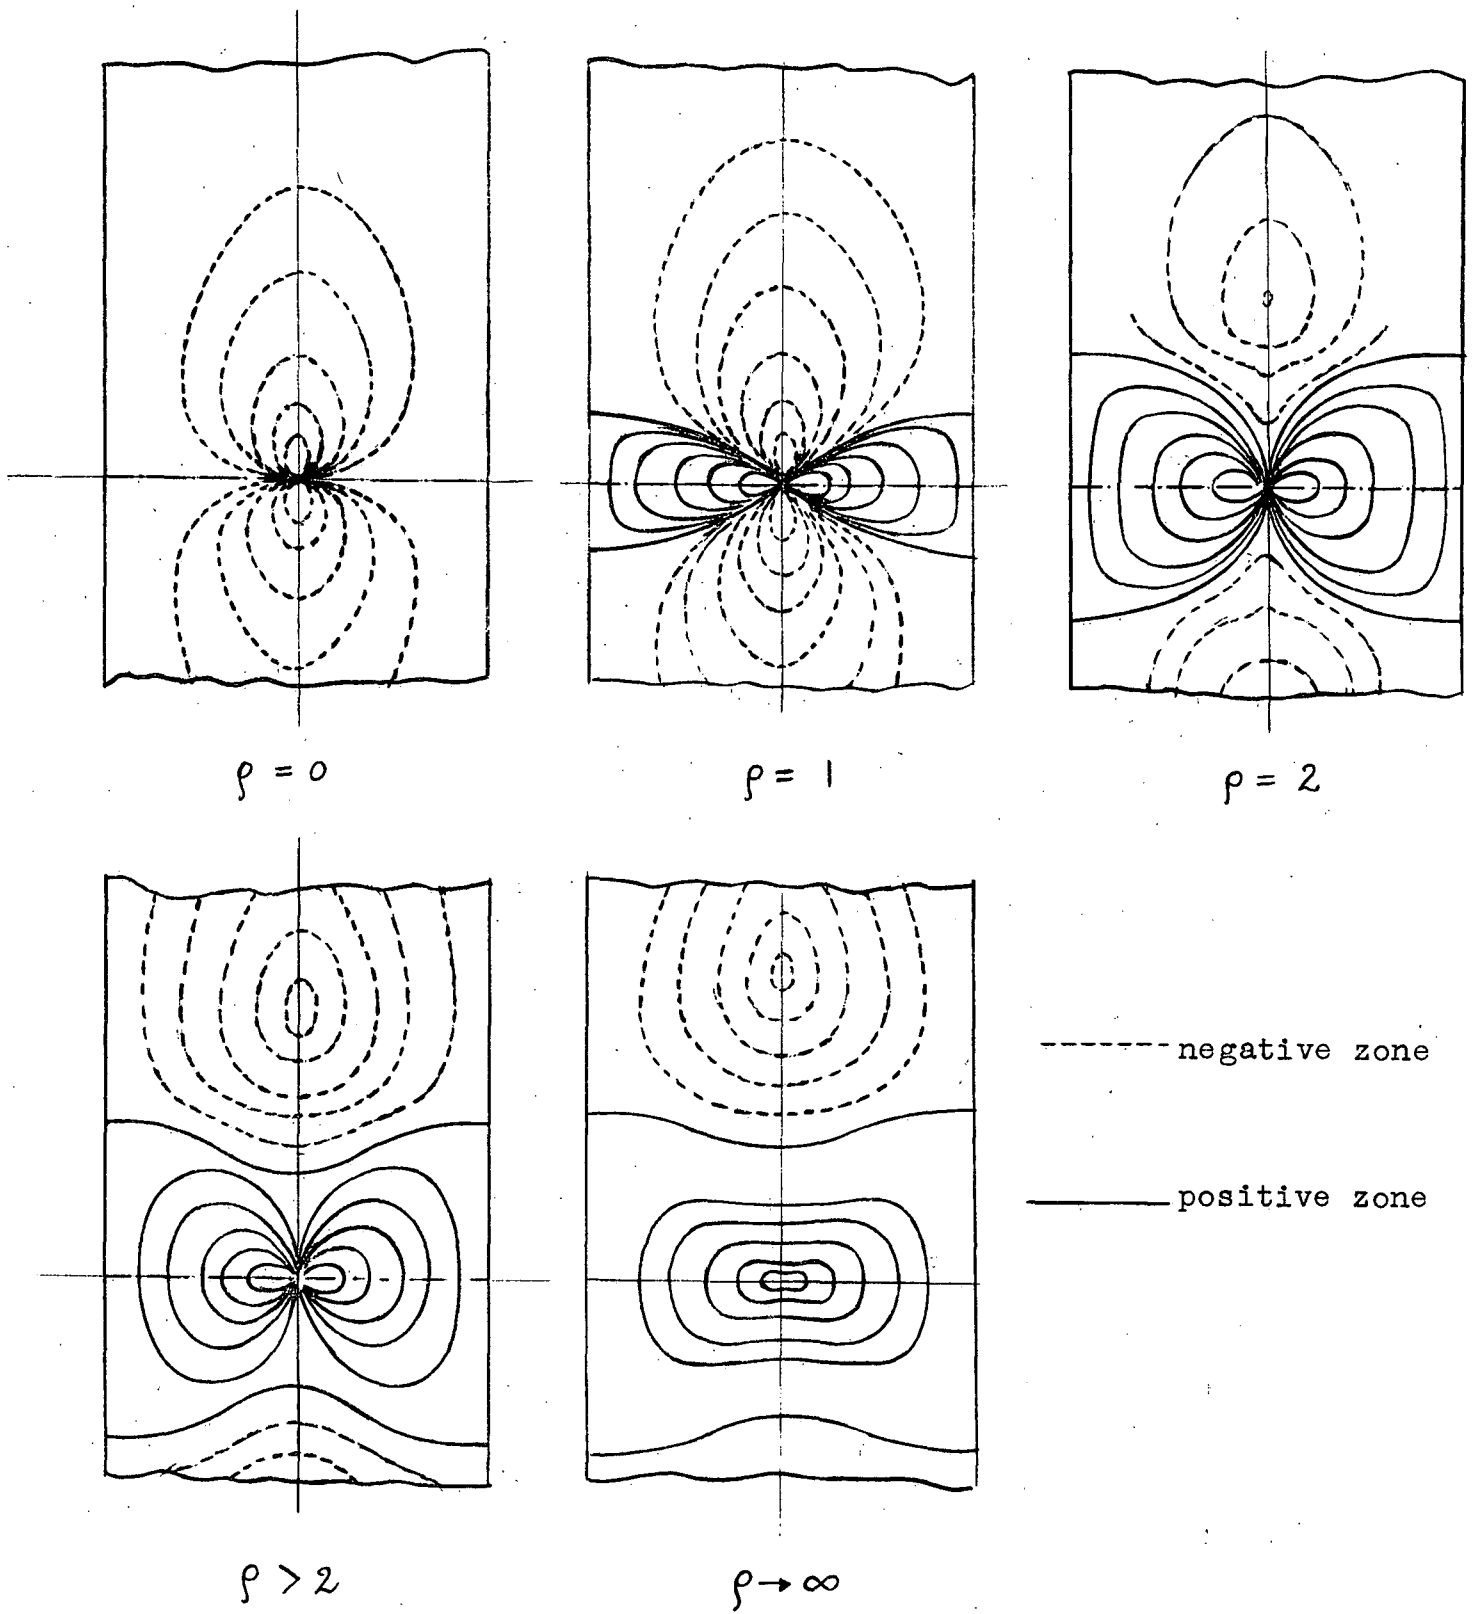 ρ = 0
ρ = 1
ρ = 2
negative zone
positive zone
ρ > 2
ρ → ∞